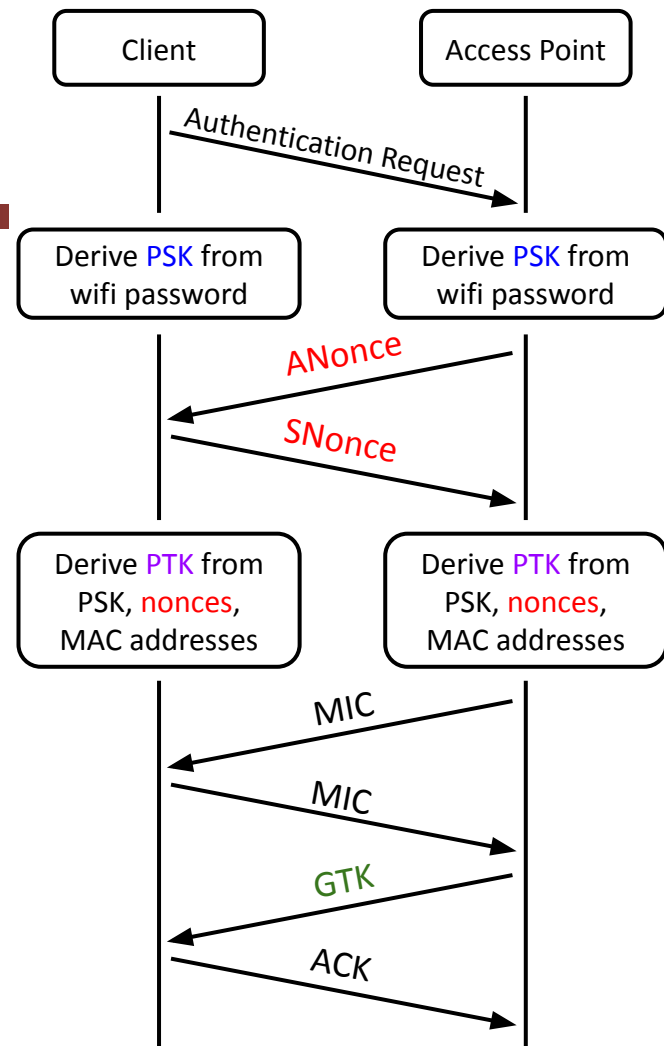 Client
Access Point
Authentication Request
Derive PSK from
wifi password
Derive PSK from
wifi password
ANonce
SNonce
Derive PTK from
PSK, nonces,
MAC addresses
Derive PTK from
PSK, nonces,
MAC addresses
MIC
MIC
GTK
ACK